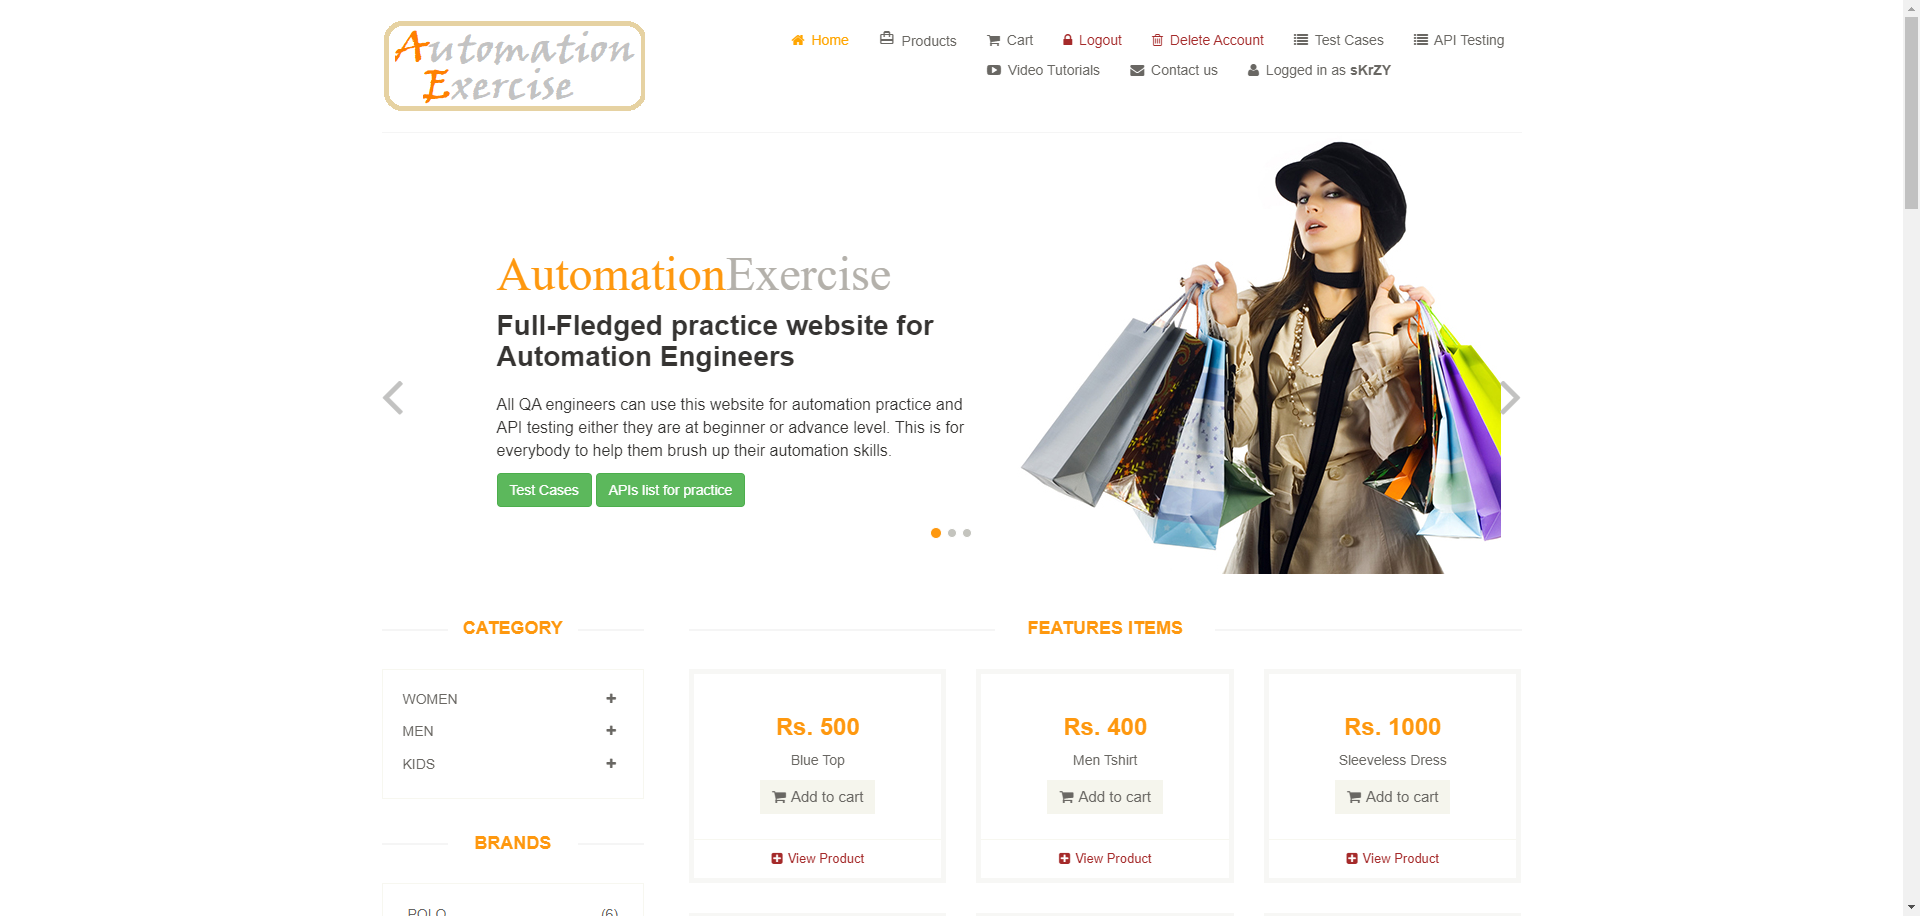 Automation
Exercise
Home Products Cart Logout Delete Account Test Cases API Testing
Video Tutorials Contact us Logged in as sKrZY
AutomationExercise
Full-Fledged practice website for
Automation Engineers
All QA engineers can use this website for automation practice and
API testing either they are at beginner or advance level. This is for
everybody to help them brush up their automation skills.
Test Cases APIs list for practice
CATEGORY
WOMEN
MEN
KIDS
BRANDS
POLO (6)
FEATURES ITEMS
Rs. 500
Blue Top
Add to cart
View Product
Rs. 400
Men Tshirt
Add to cart
View Product
Rs. 1000
Sleeveless Dress
Add to cart
View Product